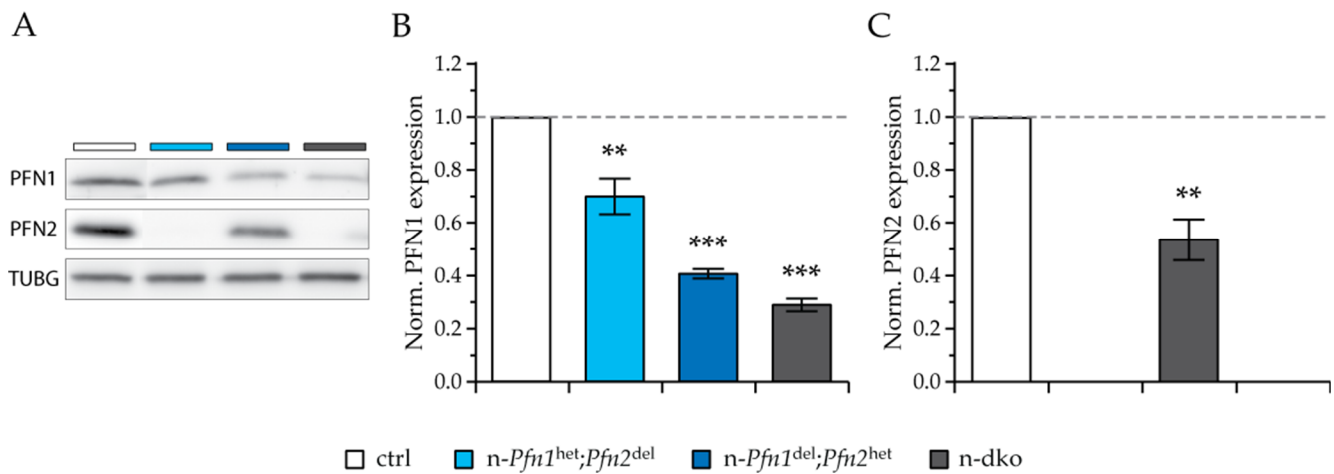 A
PFN1
PFN2
TUBG
B
Norm. PFN1 expression
1.2
1.0
0.8
0.6
0.4
0.2
0.0
**
***
***
C
Norm. PFN2 expression
1.2
1.0
0.8
0.6
0.4
0.2
0.0
**
ctrl n-Pfn1het;Pfn2del n-Pfn1del;Pfn2het n-dko